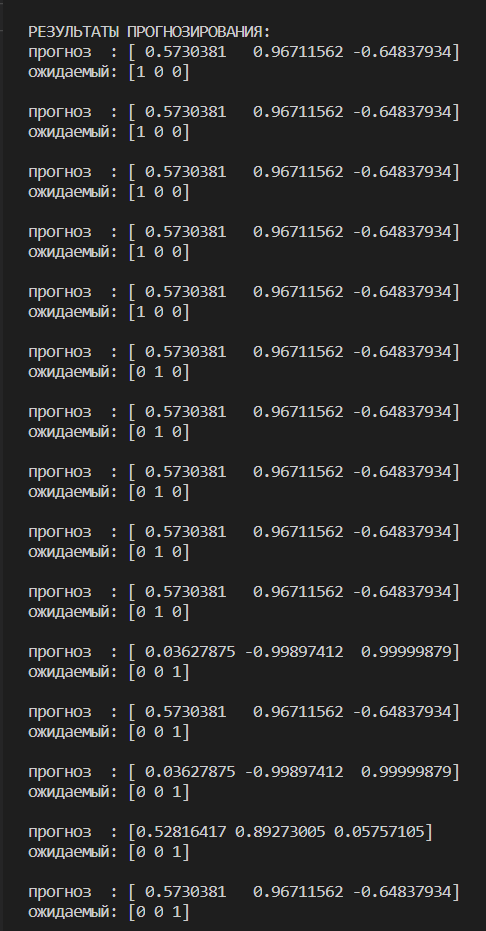 РЕЗУЛЬТАТЫ ПРОГНОЗИРОВАНИЯ:
прогноз  : [ 0.5730381   0.96711562 -0.64837934]
ожидаемый: [1 0 0]
прогноз  : [ 0.5730381   0.96711562 -0.64837934]
ожидаемый: [1 0 0]
прогноз  : [ 0.5730381   0.96711562 -0.64837934]
ожидаемый: [1 0 0]
прогноз  : [ 0.5730381   0.96711562 -0.64837934]
ожидаемый: [1 0 0]
прогноз  : [ 0.5730381   0.96711562 -0.64837934]
ожидаемый: [1 0 0]
прогноз  : [ 0.5730381   0.96711562 -0.64837934]
ожидаемый: [0 1 0]
прогноз  : [ 0.5730381   0.96711562 -0.64837934]
ожидаемый: [0 1 0]
прогноз  : [ 0.5730381   0.96711562 -0.64837934]
ожидаемый: [0 1 0]
прогноз  : [ 0.5730381   0.96711562 -0.64837934]
ожидаемый: [0 1 0]
прогноз  : [ 0.5730381   0.96711562 -0.64837934]
ожидаемый: [0 1 0]
прогноз  : [ 0.03627875 -0.99897412  0.99999879]
ожидаемый: [0 0 1]
прогноз  : [ 0.5730381   0.96711562 -0.64837934]
ожидаемый: [0 0 1]
прогноз  : [ 0.03627875 -0.99897412  0.99999879]
ожидаемый: [0 0 1]
прогноз  : [0.52816417 0.89273005 0.05757105]
ожидаемый: [0 0 1]
прогноз  : [ 0.5730381   0.96711562 -0.64837934]
ожидаемый: [0 0 1]